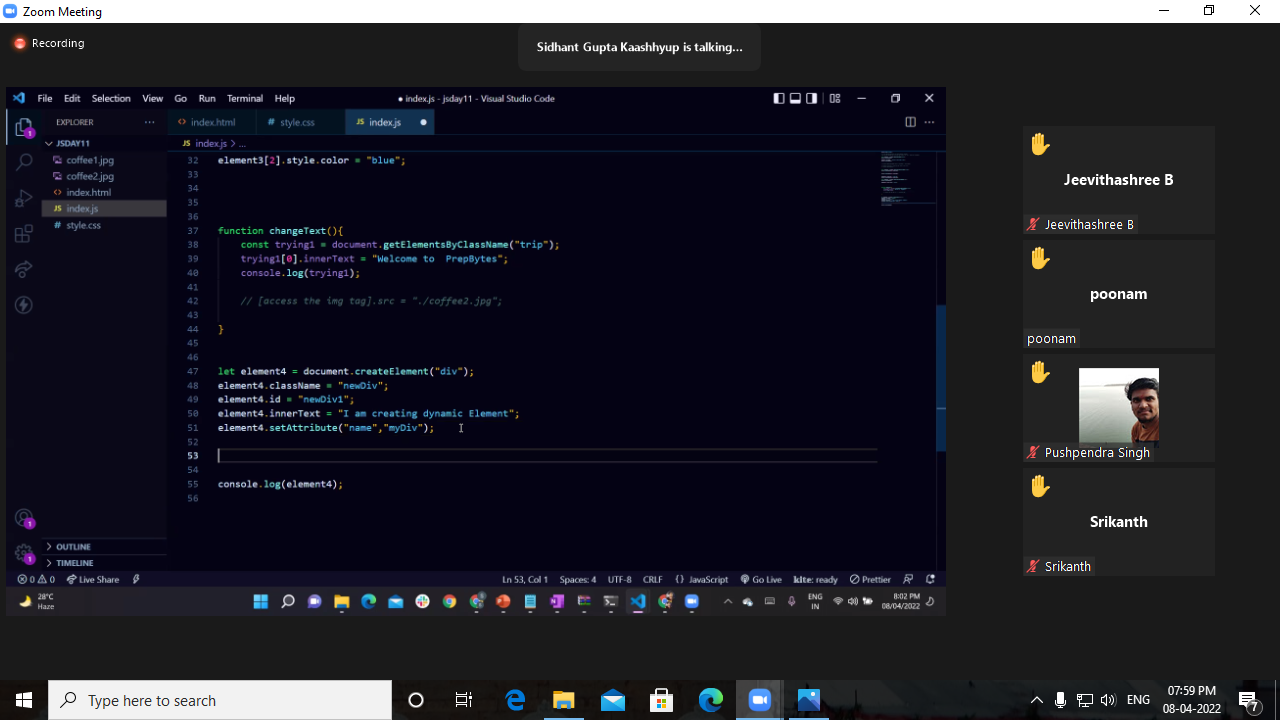 Zoom Meeting
Recording
Sidhant Gupta Kaashhyup is talking...
File Edit Selection View Go Run Terminal Help
● index.js - jsday11 - Visual Studio Code
EXPLORER
index.html
style.css
JS index.js
JSDAY11
JS index.js > ...
coffee1.jpg
coffee2.jpg
index.html
JS index.js
style.css
32 element3[2].style.color = "blue";
33
34
35
36
37 function changeText(){
38 const trying1 = document.getElementsByClassName("trip");
39 trying1[0].innerText = "Welcome to  PrepBytes";
40 console.log(trying1);
41
42 // [access the img tag].src = "./coffee2.jpg";
43
44 }
45
46
47 let element4 = document.createElement("div");
48 element4.className = "newDiv";
49 element4.id = "newDiv1";
50 element4.innerText = "I am creating dynamic Element";
51 element4.setAttribute("name","myDiv");
52
53
54
55 console.log(element4);
56
OUTLINE
TIMELINE
0 0 Live Share
Ln 53, Col 1 Spaces: 4 UTF-8 CRLF {} JavaScript Go Live kite: ready Prettier
28°C
Haze
ENG
IN
8:02 PM
08/04/2022
Jeevithashree B
Jeevithashree B
poonam
poonam
Pushpendra Singh
Srikanth
Srikanth
Type here to search
ENG
07:59 PM
08-04-2022
7